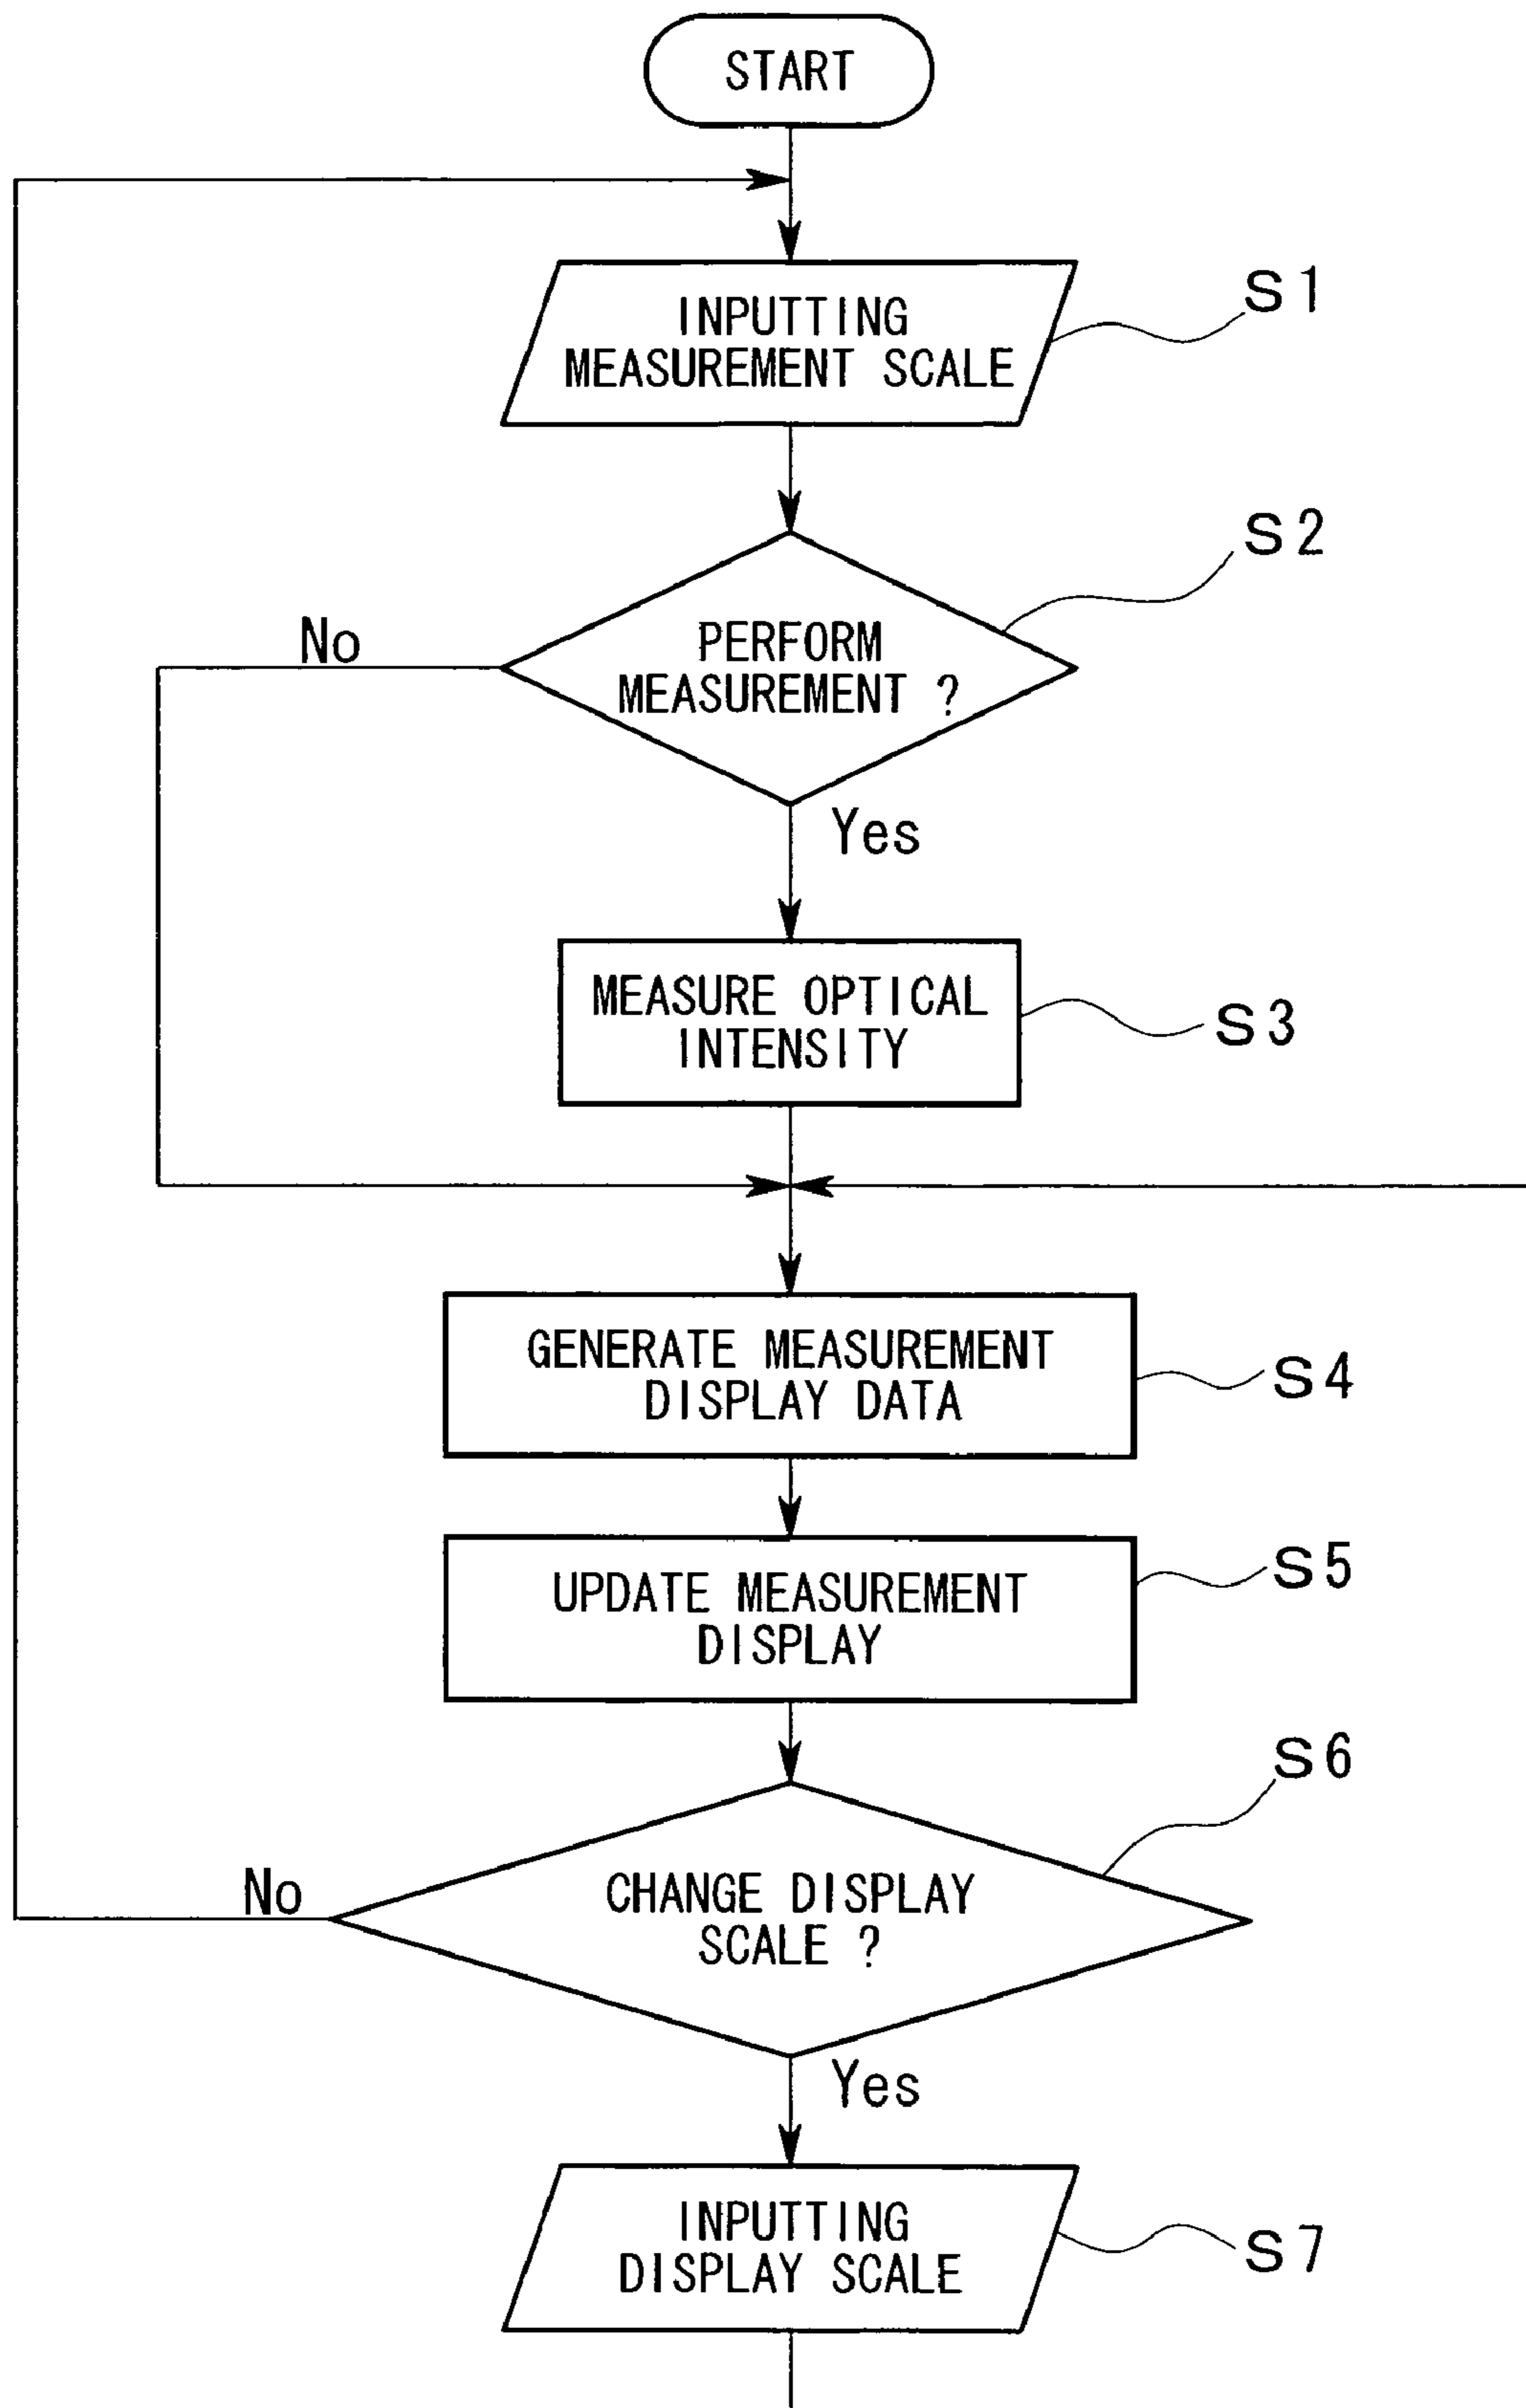 START
INPUTTING
MEASUREMENT SCALE
S1
S2
PERFORM
MEASUREMENT ?
No
Yes
MEASURE OPTICAL
INTENSITY
S3
GENERATE MEASUREMENT
DISPLAY DATA
S4
UPDATE MEASUREMENT
DISPLAY
S5
S6
CHANGE DISPLAY
SCALE ?
No
Yes
INPUTTING
DISPLAY SCALE
S7